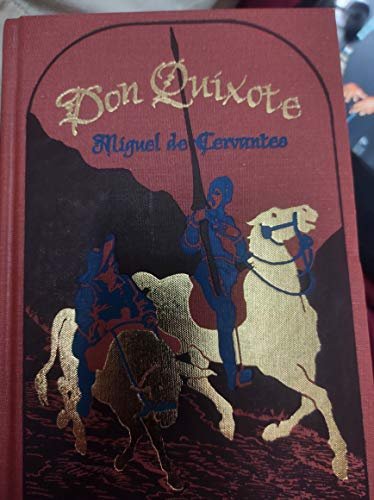 Don Quixote
Miguel de Cervantes